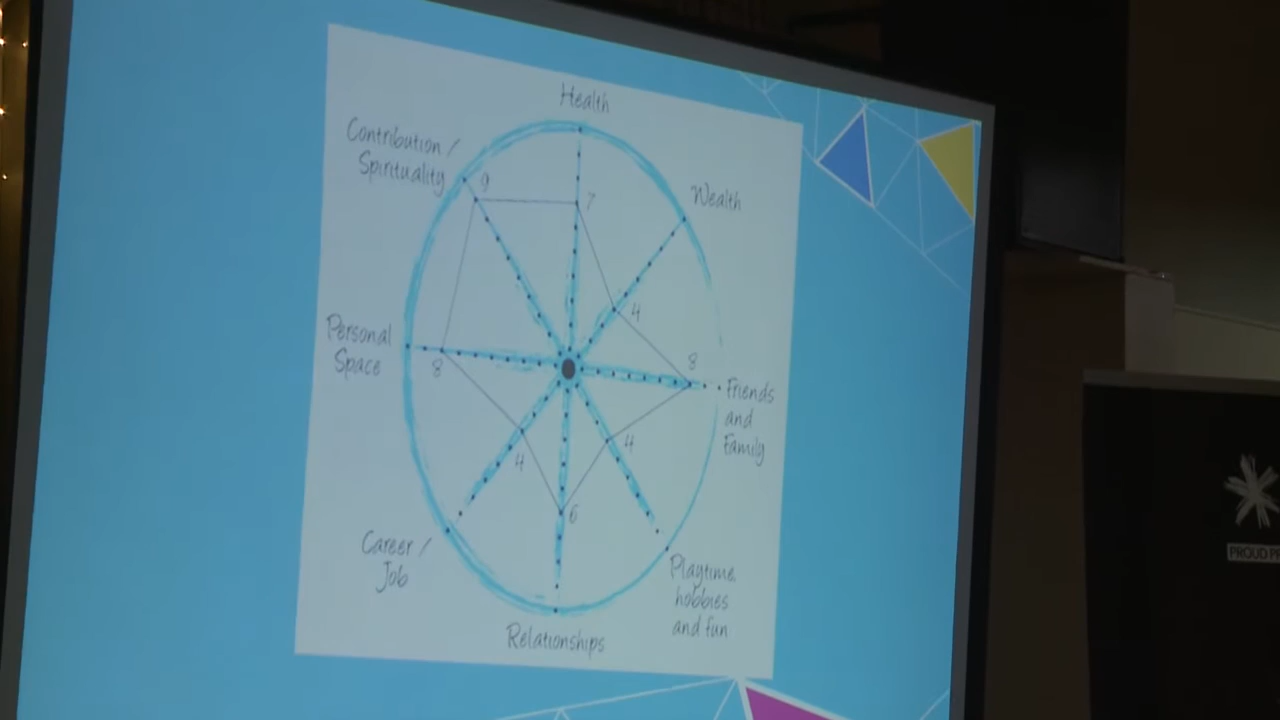 Health
Contribution /
Spirituality
9
7
Wealth
4
Personal
Space
8
8
Friends
and
Family
4
4
6
Career /
Job
Playtime,
hobbies
and fun
Relationships
PROUD